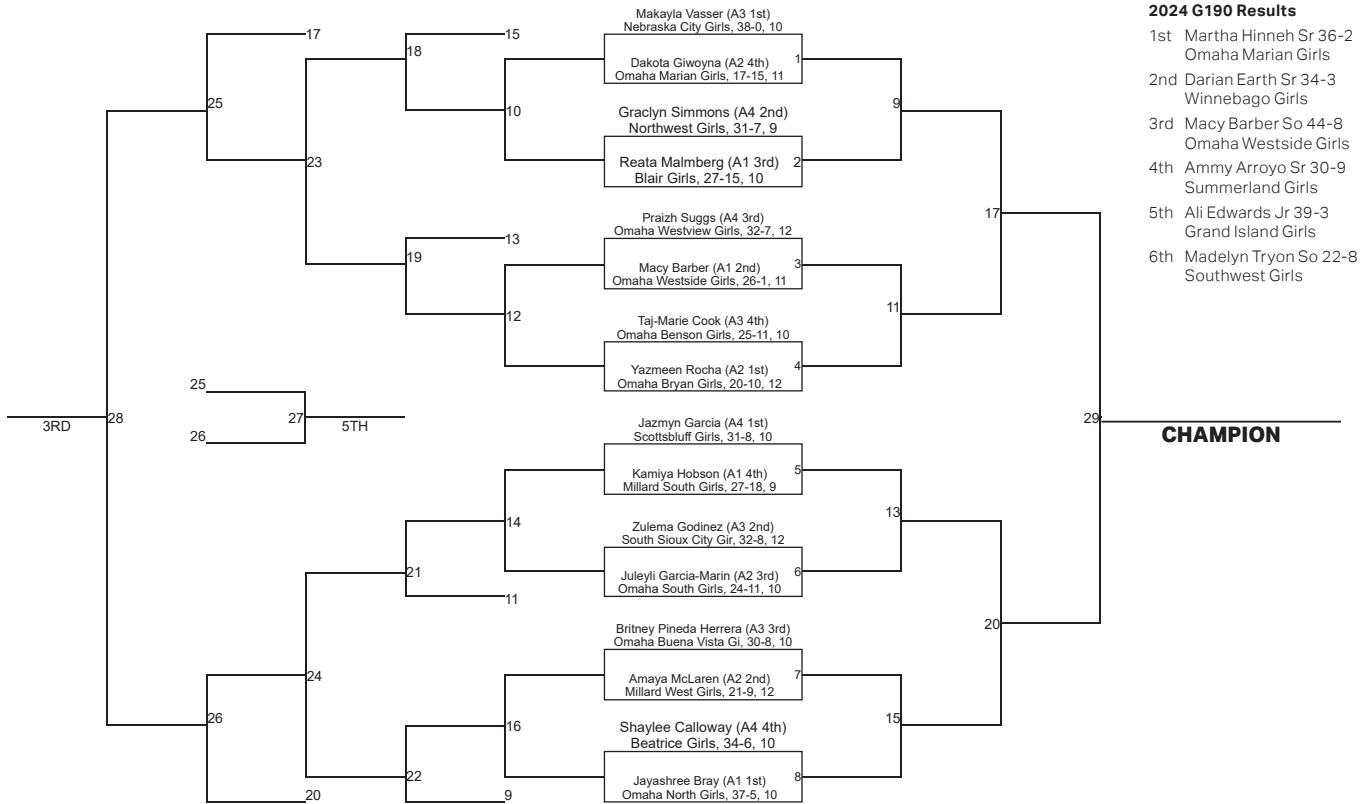 Makayla Vasser (A3 1st)
Nebraska City Girls, 38-0, 10
Dakota Giwoyna (A2 4th)
Omaha Marian Girls, 17-15, 11
1
Graclyn Simmons (A4 2nd)
Northwest Girls, 31-7, 9
Reata Malmberg (A1 3rd)
Blair Girls, 27-15, 10
2
Praizh Suggs (A4 3rd)
Omaha Westview Girls, 32-7, 12
Macy Barber (A1 2nd)
Omaha Westside Girls, 26-1, 11
3
Taj-Marie Cook (A3 4th)
Omaha Benson Girls, 25-11, 10
Yazmeen Rocha (A2 1st)
Omaha Bryan Girls, 20-10, 12
4
Jazmyn Garcia (A4 1st)
Scottsbluff Girls, 31-8, 10
Kamiya Hobson (A1 4th)
Millard South Girls, 27-18, 9
5
Zulema Godinez (A3 2nd)
South Sioux City Gir, 32-8, 12
Juleyli Garcia-Marin (A2 3rd)
Omaha South Girls, 24-11, 10
6
Britney Pineda Herrera (A3 3rd)
Omaha Buena Vista Gi, 30-8, 10
Amaya McLaren (A2 2nd)
Millard West Girls, 21-9, 12
7
Shaylee Calloway (A4 4th)
Beatrice Girls, 34-6, 10
Jayashree Bray (A1 1st)
Omaha North Girls, 37-5, 10
8
9
11
13
15
17
20
29
CHAMPION
15
10
13
12
14
11
16
9
18
19
21
22
17
23
24
20
25
26
28
3RD
25
26
27
5TH
2024 G190 Results
1st Martha Hinneh Sr 36-2
Omaha Marian Girls
2nd Darian Earth Sr 34-3
Winnebago Girls
3rd Macy Barber So 44-8
Omaha Westside Girls
4th Ammy Arroyo Sr 30-9
Summerland Girls
5th Ali Edwards Jr 39-3
Grand Island Girls
6th Madelyn Tryon So 22-8
Southwest Girls